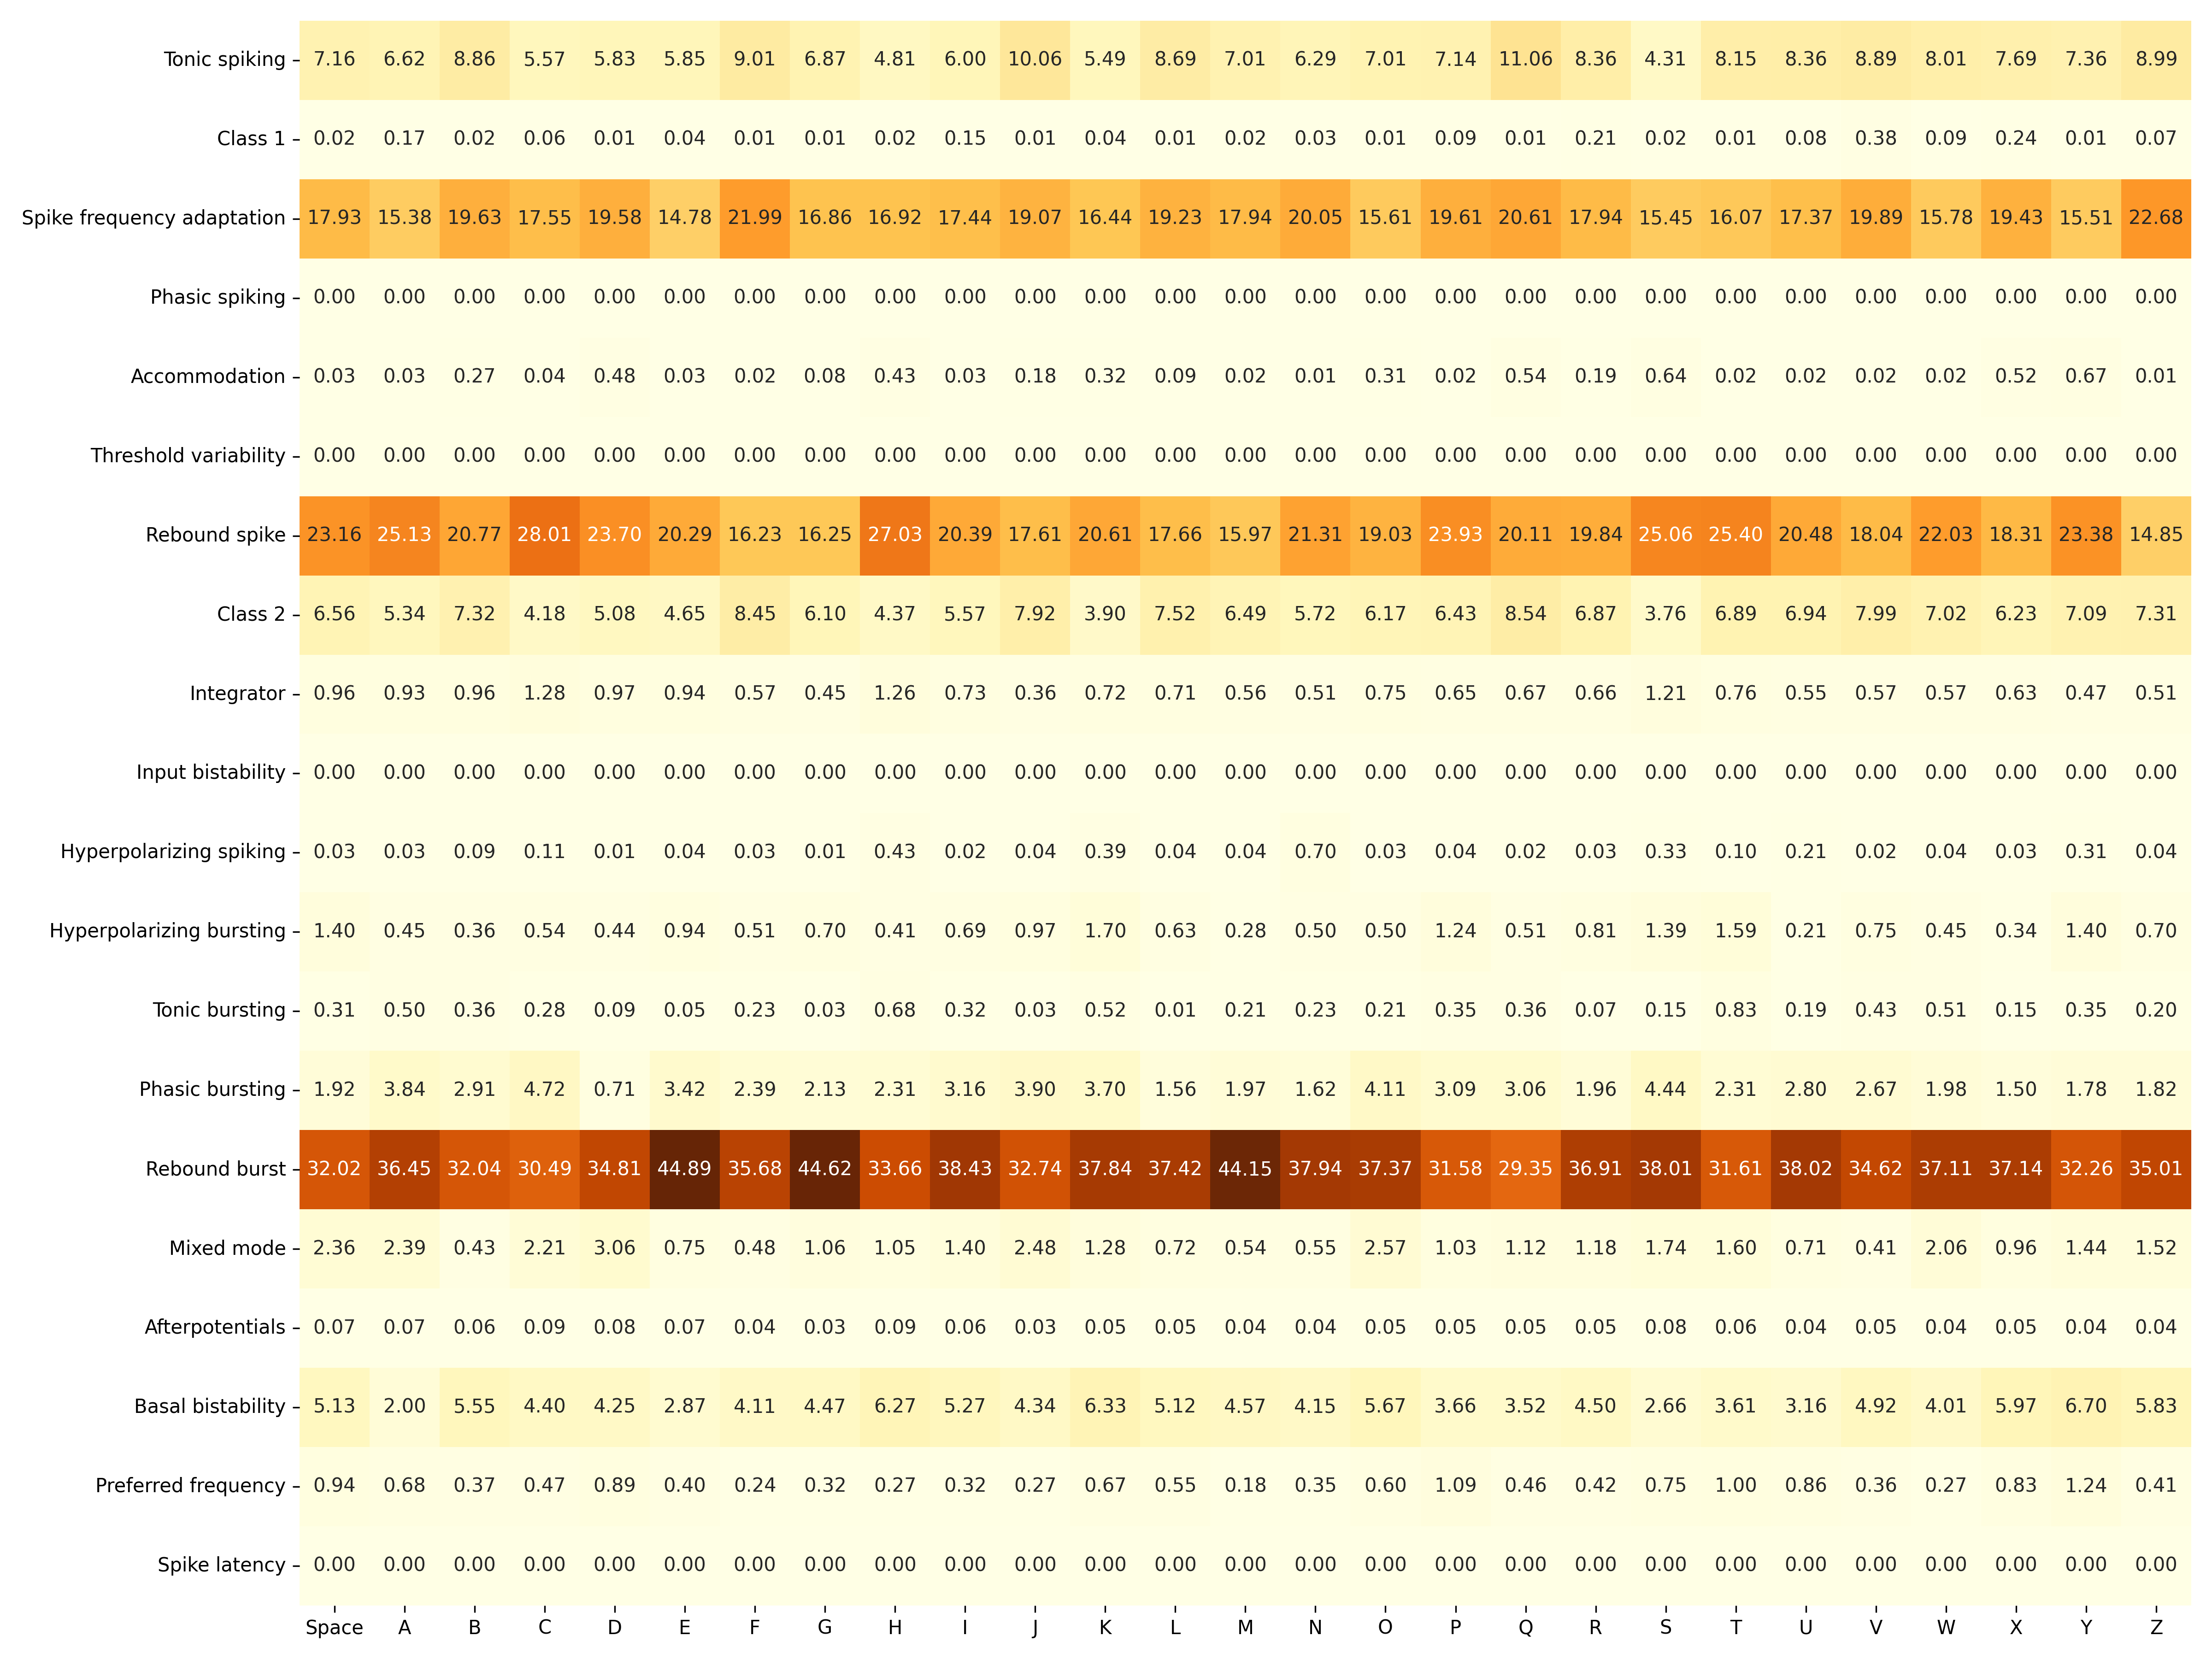 Tonic spiking 7.16 6.62 8.86 5.57 5.83 5.85 9.01 6.87 4.81 6.00 10.06 5.49 8.69 7.01 6.29 7.01 7.14 11.06 8.36 4.31 8.15 8.36 8.89 8.01 7.69 7.36 8.99
Class 1 0.02 0.17 0.02 0.06 0.01 0.04 0.01 0.01 0.02 0.15 0.01 0.04 0.01 0.02 0.03 0.01 0.09 0.01 0.21 0.02 0.01 0.08 0.38 0.09 0.24 0.01 0.07
Spike frequency adaptation 17.93 15.38 19.63 17.55 19.58 14.78 21.99 16.86 16.92 17.44 19.07 16.44 19.23 17.94 20.05 15.61 19.61 20.61 17.94 15.45 16.07 17.37 19.89 15.78 19.43 15.51 22.68
Phasic spiking 0.00 0.00 0.00 0.00 0.00 0.00 0.00 0.00 0.00 0.00 0.00 0.00 0.00 0.00 0.00 0.00 0.00 0.00 0.00 0.00 0.00 0.00 0.00 0.00 0.00 0.00 0.00
Accommodation 0.03 0.03 0.27 0.04 0.48 0.03 0.02 0.08 0.43 0.03 0.18 0.32 0.09 0.02 0.01 0.31 0.02 0.54 0.19 0.64 0.02 0.02 0.02 0.02 0.52 0.67 0.01
Threshold variability 0.00 0.00 0.00 0.00 0.00 0.00 0.00 0.00 0.00 0.00 0.00 0.00 0.00 0.00 0.00 0.00 0.00 0.00 0.00 0.00 0.00 0.00 0.00 0.00 0.00 0.00 0.00
Rebound spike 23.16 25.13 20.77 28.01 23.70 20.29 16.23 16.25 27.03 20.39 17.61 20.61 17.66 15.97 21.31 19.03 23.93 20.11 19.84 25.06 25.40 20.48 18.04 22.03 18.31 23.38 14.85
Class 2 6.56 5.34 7.32 4.18 5.08 4.65 8.45 6.10 4.37 5.57 7.92 3.90 7.52 6.49 5.72 6.17 6.43 8.54 6.87 3.76 6.89 6.94 7.99 7.02 6.23 7.09 7.31
Integrator 0.96 0.93 0.96 1.28 0.97 0.94 0.57 0.45 1.26 0.73 0.36 0.72 0.71 0.56 0.51 0.75 0.65 0.67 0.66 1.21 0.76 0.55 0.57 0.57 0.63 0.47 0.51
Input bistability 0.00 0.00 0.00 0.00 0.00 0.00 0.00 0.00 0.00 0.00 0.00 0.00 0.00 0.00 0.00 0.00 0.00 0.00 0.00 0.00 0.00 0.00 0.00 0.00 0.00 0.00 0.00
Hyperpolarizing spiking 0.03 0.03 0.09 0.11 0.01 0.04 0.03 0.01 0.43 0.02 0.04 0.39 0.04 0.04 0.70 0.03 0.04 0.02 0.03 0.33 0.10 0.21 0.02 0.04 0.03 0.31 0.04
Hyperpolarizing bursting 1.40 0.45 0.36 0.54 0.44 0.94 0.51 0.70 0.41 0.69 0.97 1.70 0.63 0.28 0.50 0.50 1.24 0.51 0.81 1.39 1.59 0.21 0.75 0.45 0.34 1.40 0.70
Tonic bursting 0.31 0.50 0.36 0.28 0.09 0.05 0.23 0.03 0.68 0.32 0.03 0.52 0.01 0.21 0.23 0.21 0.35 0.36 0.07 0.15 0.83 0.19 0.43 0.51 0.15 0.35 0.20
Phasic bursting 1.92 3.84 2.91 4.72 0.71 3.42 2.39 2.13 2.31 3.16 3.90 3.70 1.56 1.97 1.62 4.11 3.09 3.06 1.96 4.44 2.31 2.80 2.67 1.98 1.50 1.78 1.82
Rebound burst 32.02 36.45 32.04 30.49 34.81 44.89 35.68 44.62 33.66 38.43 32.74 37.84 37.42 44.15 37.94 37.37 31.58 29.35 36.91 38.01 31.61 38.02 34.62 37.11 37.14 32.26 35.01
Mixed mode 2.36 2.39 0.43 2.21 3.06 0.75 0.48 1.06 1.05 1.40 2.48 1.28 0.72 0.54 0.55 2.57 1.03 1.12 1.18 1.74 1.60 0.71 0.41 2.06 0.96 1.44 1.52
Afterpotentials 0.07 0.07 0.06 0.09 0.08 0.07 0.04 0.03 0.09 0.06 0.03 0.05 0.05 0.04 0.04 0.05 0.05 0.05 0.05 0.08 0.06 0.04 0.05 0.04 0.05 0.04 0.04
Basal bistability 5.13 2.00 5.55 4.40 4.25 2.87 4.11 4.47 6.27 5.27 4.34 6.33 5.12 4.57 4.15 5.67 3.66 3.52 4.50 2.66 3.61 3.16 4.92 4.01 5.97 6.70 5.83
Preferred frequency 0.94 0.68 0.37 0.47 0.89 0.40 0.24 0.32 0.27 0.32 0.27 0.67 0.55 0.18 0.35 0.60 1.09 0.46 0.42 0.75 1.00 0.86 0.36 0.27 0.83 1.24 0.41
Spike latency 0.00 0.00 0.00 0.00 0.00 0.00 0.00 0.00 0.00 0.00 0.00 0.00 0.00 0.00 0.00 0.00 0.00 0.00 0.00 0.00 0.00 0.00 0.00 0.00 0.00 0.00 0.00
Space A B C D E F G H I J K L M N O P Q R S T U V W X Y Z